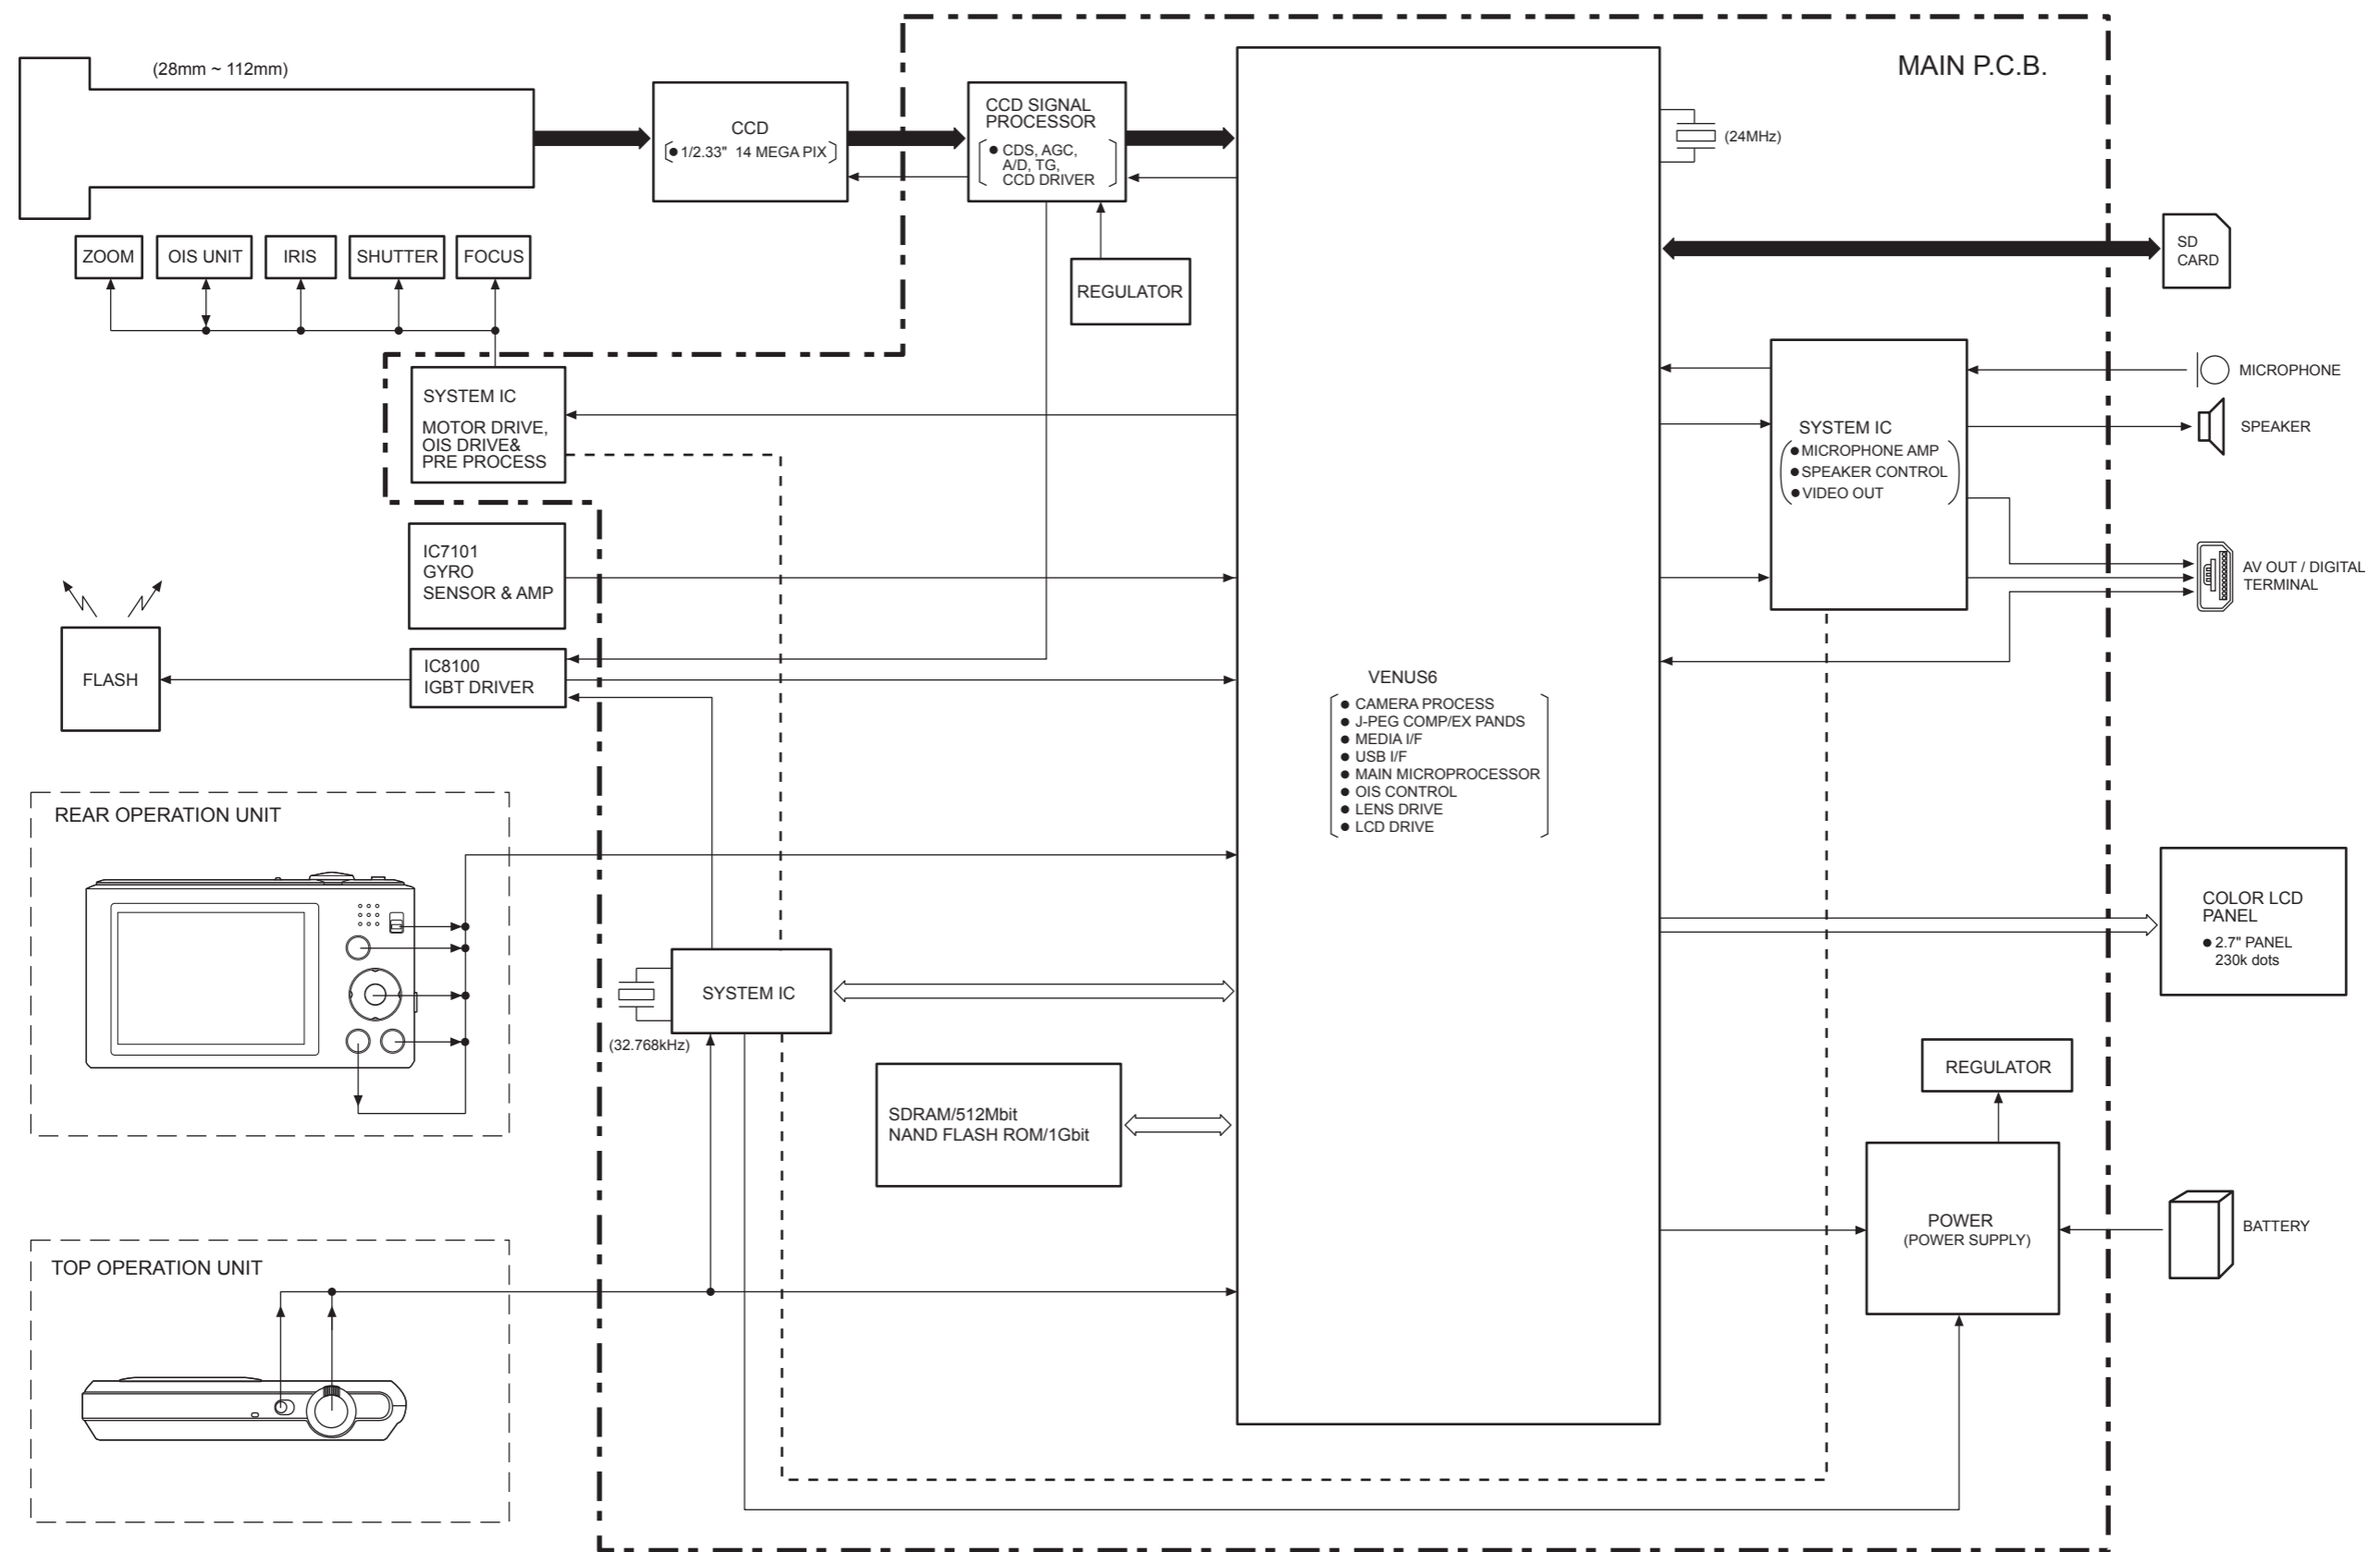 MAIN P.C.B.
(28mm ~ 112mm)
CCD
● 1/2.33" 14 MEGA PIX
CCD SIGNAL
PROCESSOR
● CDS, AGC,
A/D, TG,
CCD DRIVER
(24MHz)
SD
CARD
ZOOM
OIS UNIT
IRIS
SHUTTER
FOCUS
REGULATOR
SYSTEM IC
MOTOR DRIVE,
OIS DRIVE&
PRE PROCESS
SYSTEM IC
● MICROPHONE AMP
● SPEAKER CONTROL
● VIDEO OUT
MICROPHONE
SPEAKER
AV OUT / DIGITAL
TERMINAL
IC7101
GYRO
SENSOR & AMP
FLASH
IC8100
IGBT DRIVER
VENUS6
● CAMERA PROCESS
● J-PEG COMP/EX PANDS
● MEDIA I/F
● USB I/F
● MAIN MICROPROCESSOR
● OIS CONTROL
● LENS DRIVE
● LCD DRIVE
REAR OPERATION UNIT
COLOR LCD
PANEL
● 2.7" PANEL
230k dots
SYSTEM IC
(32.768kHz)
SDRAM/512Mbit
NAND FLASH ROM/1Gbit
REGULATOR
POWER
(POWER SUPPLY)
BATTERY
TOP OPERATION UNIT